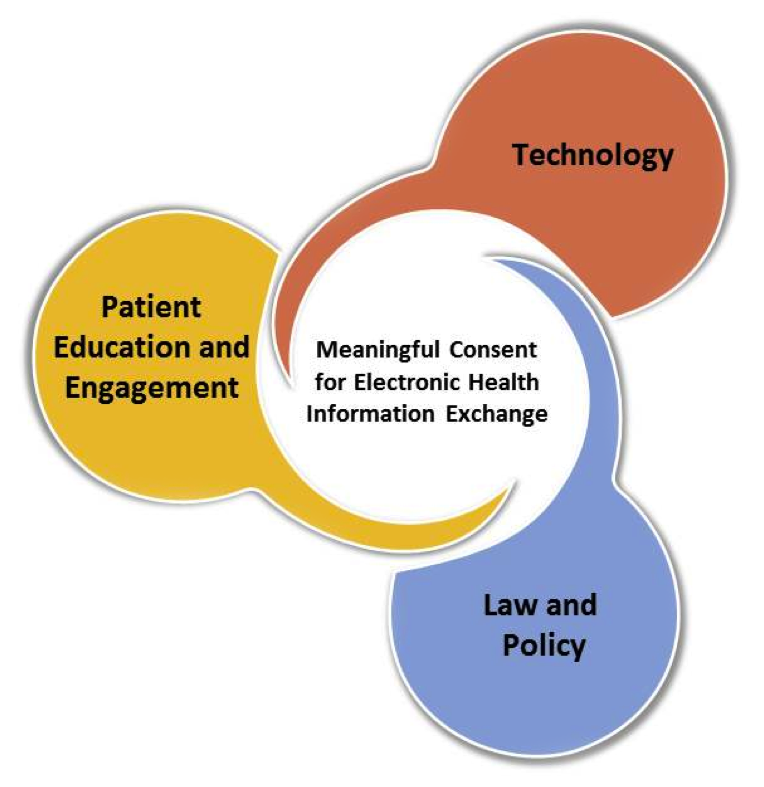 Technology
Patient
Education and
Engagement
Meaningful Consent
for Electronic Health
Information Exchange
Law and
Policy